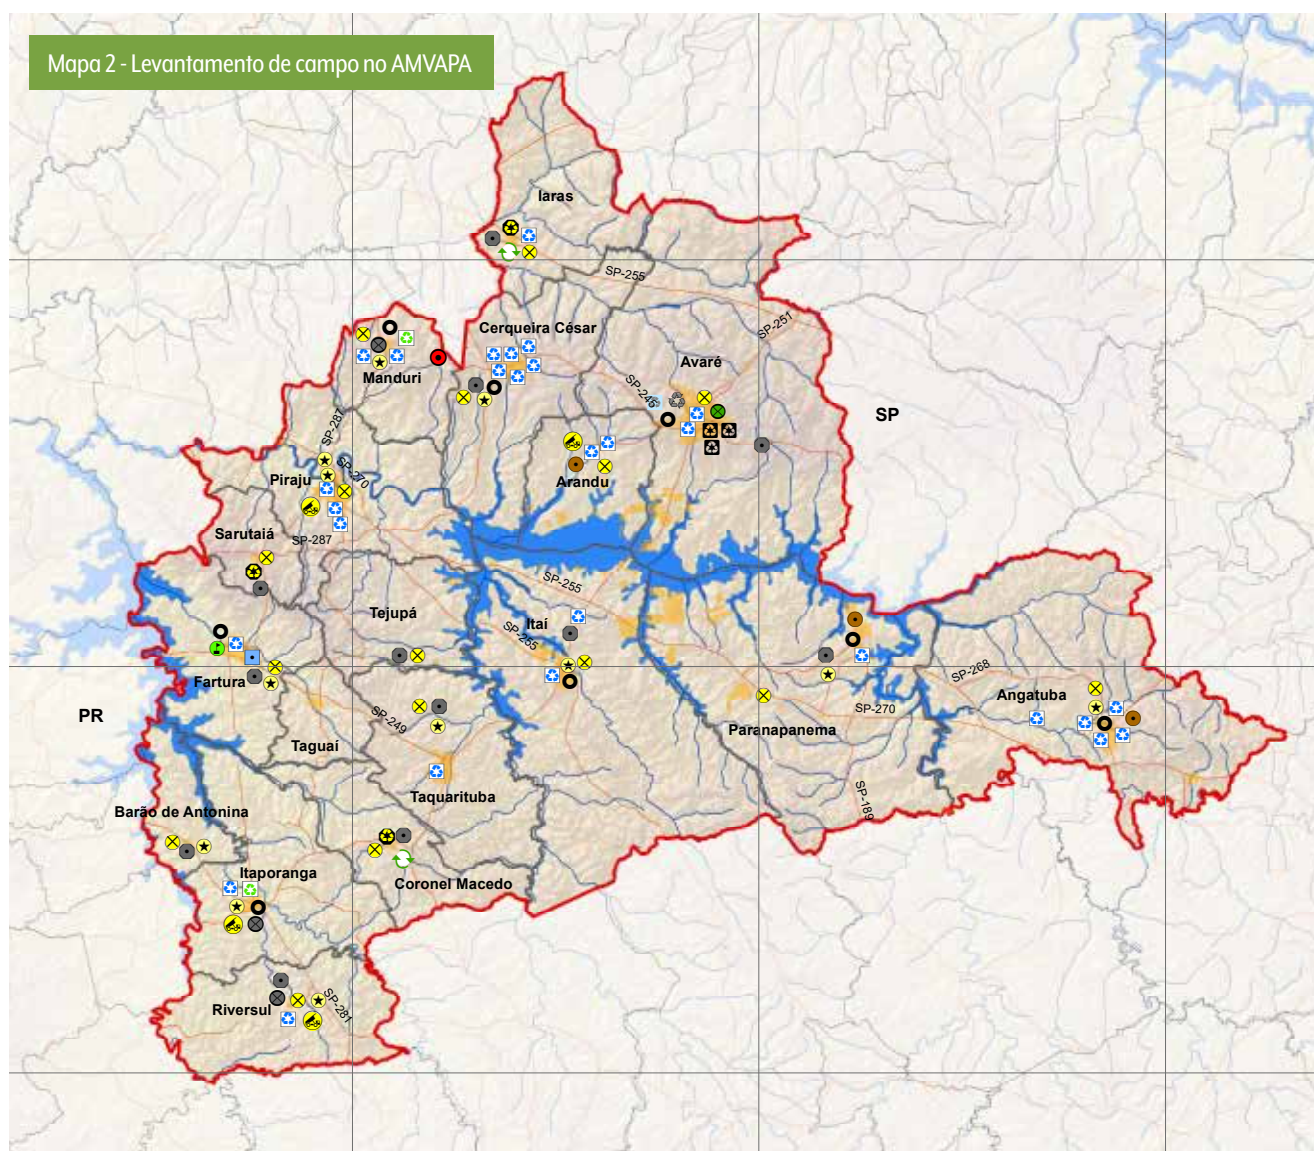 Mapa 2 - Levantamento de campo no AMVAPA
Iaras
SP-255
SP-251
Cerqueira César
Avaré
Manduri
SP-245
SP
SP-287
Piraju
SP-270
Arandu
Sarutaiá
SP-287
SP-255
Tejupá
Itaí
SP-255
Fartura
SP-268
Angatuba
PR
SP-249
SP-270
Paranapanema
Taguaí
Taquarituba
SP-189
Barão de Antonina
Itaporanga
Coronel Macedo
Riversul
SP-281